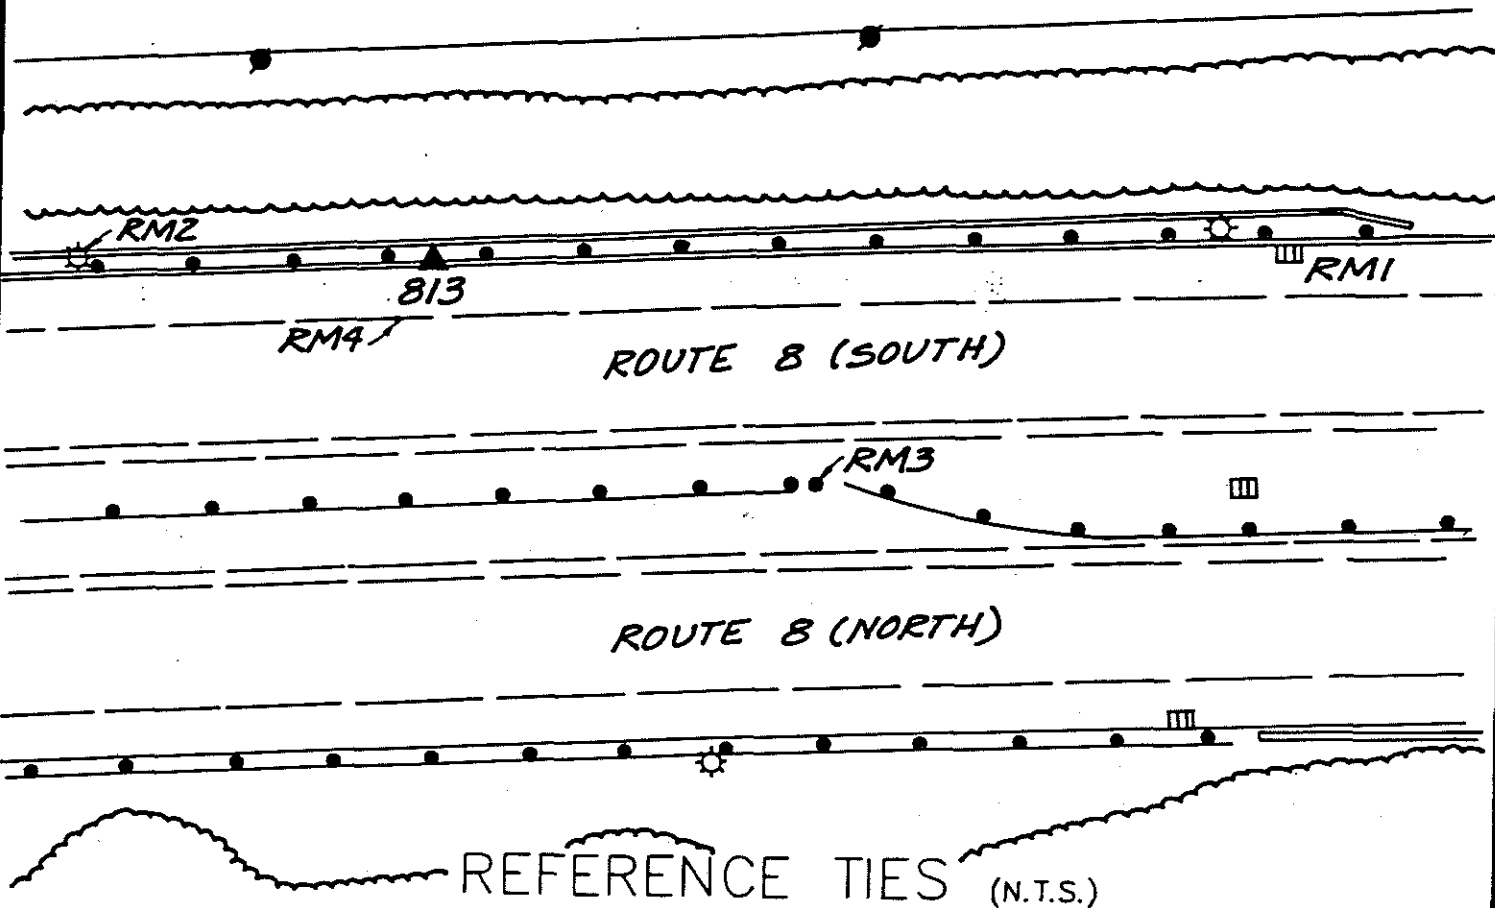 RM2
813
RM1
RM4
ROUTE 8 (SOUTH)
RM3
ROUTE 8 (NORTH)
REFERENCE TIES (N.T.S.)